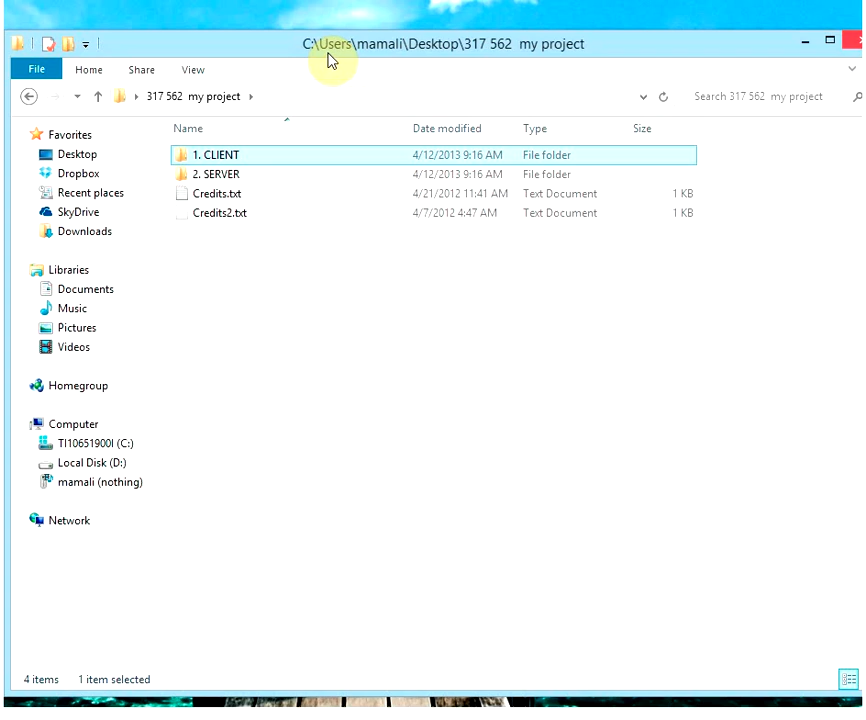 C:\Users\mamali\Desktop\317 562  my project
File Home Share View
317 562  my project Search 317 562  my project
Name Date modified Type Size
Favorites
Desktop
Dropbox
Recent places
SkyDrive
Downloads
Libraries
Documents
Music
Pictures
Videos
Homegroup
Computer
TI10651900I (C:)
Local Disk (D:)
mamali (nothing)
Network
1. CLIENT 4/12/2013 9:16 AM File folder
2. SERVER 4/12/2013 9:16 AM File folder
Credits.txt 4/21/2012 11:41 AM Text Document 1 KB
Credits2.txt 4/7/2012 4:47 AM Text Document 1 KB
4 items 1 item selected